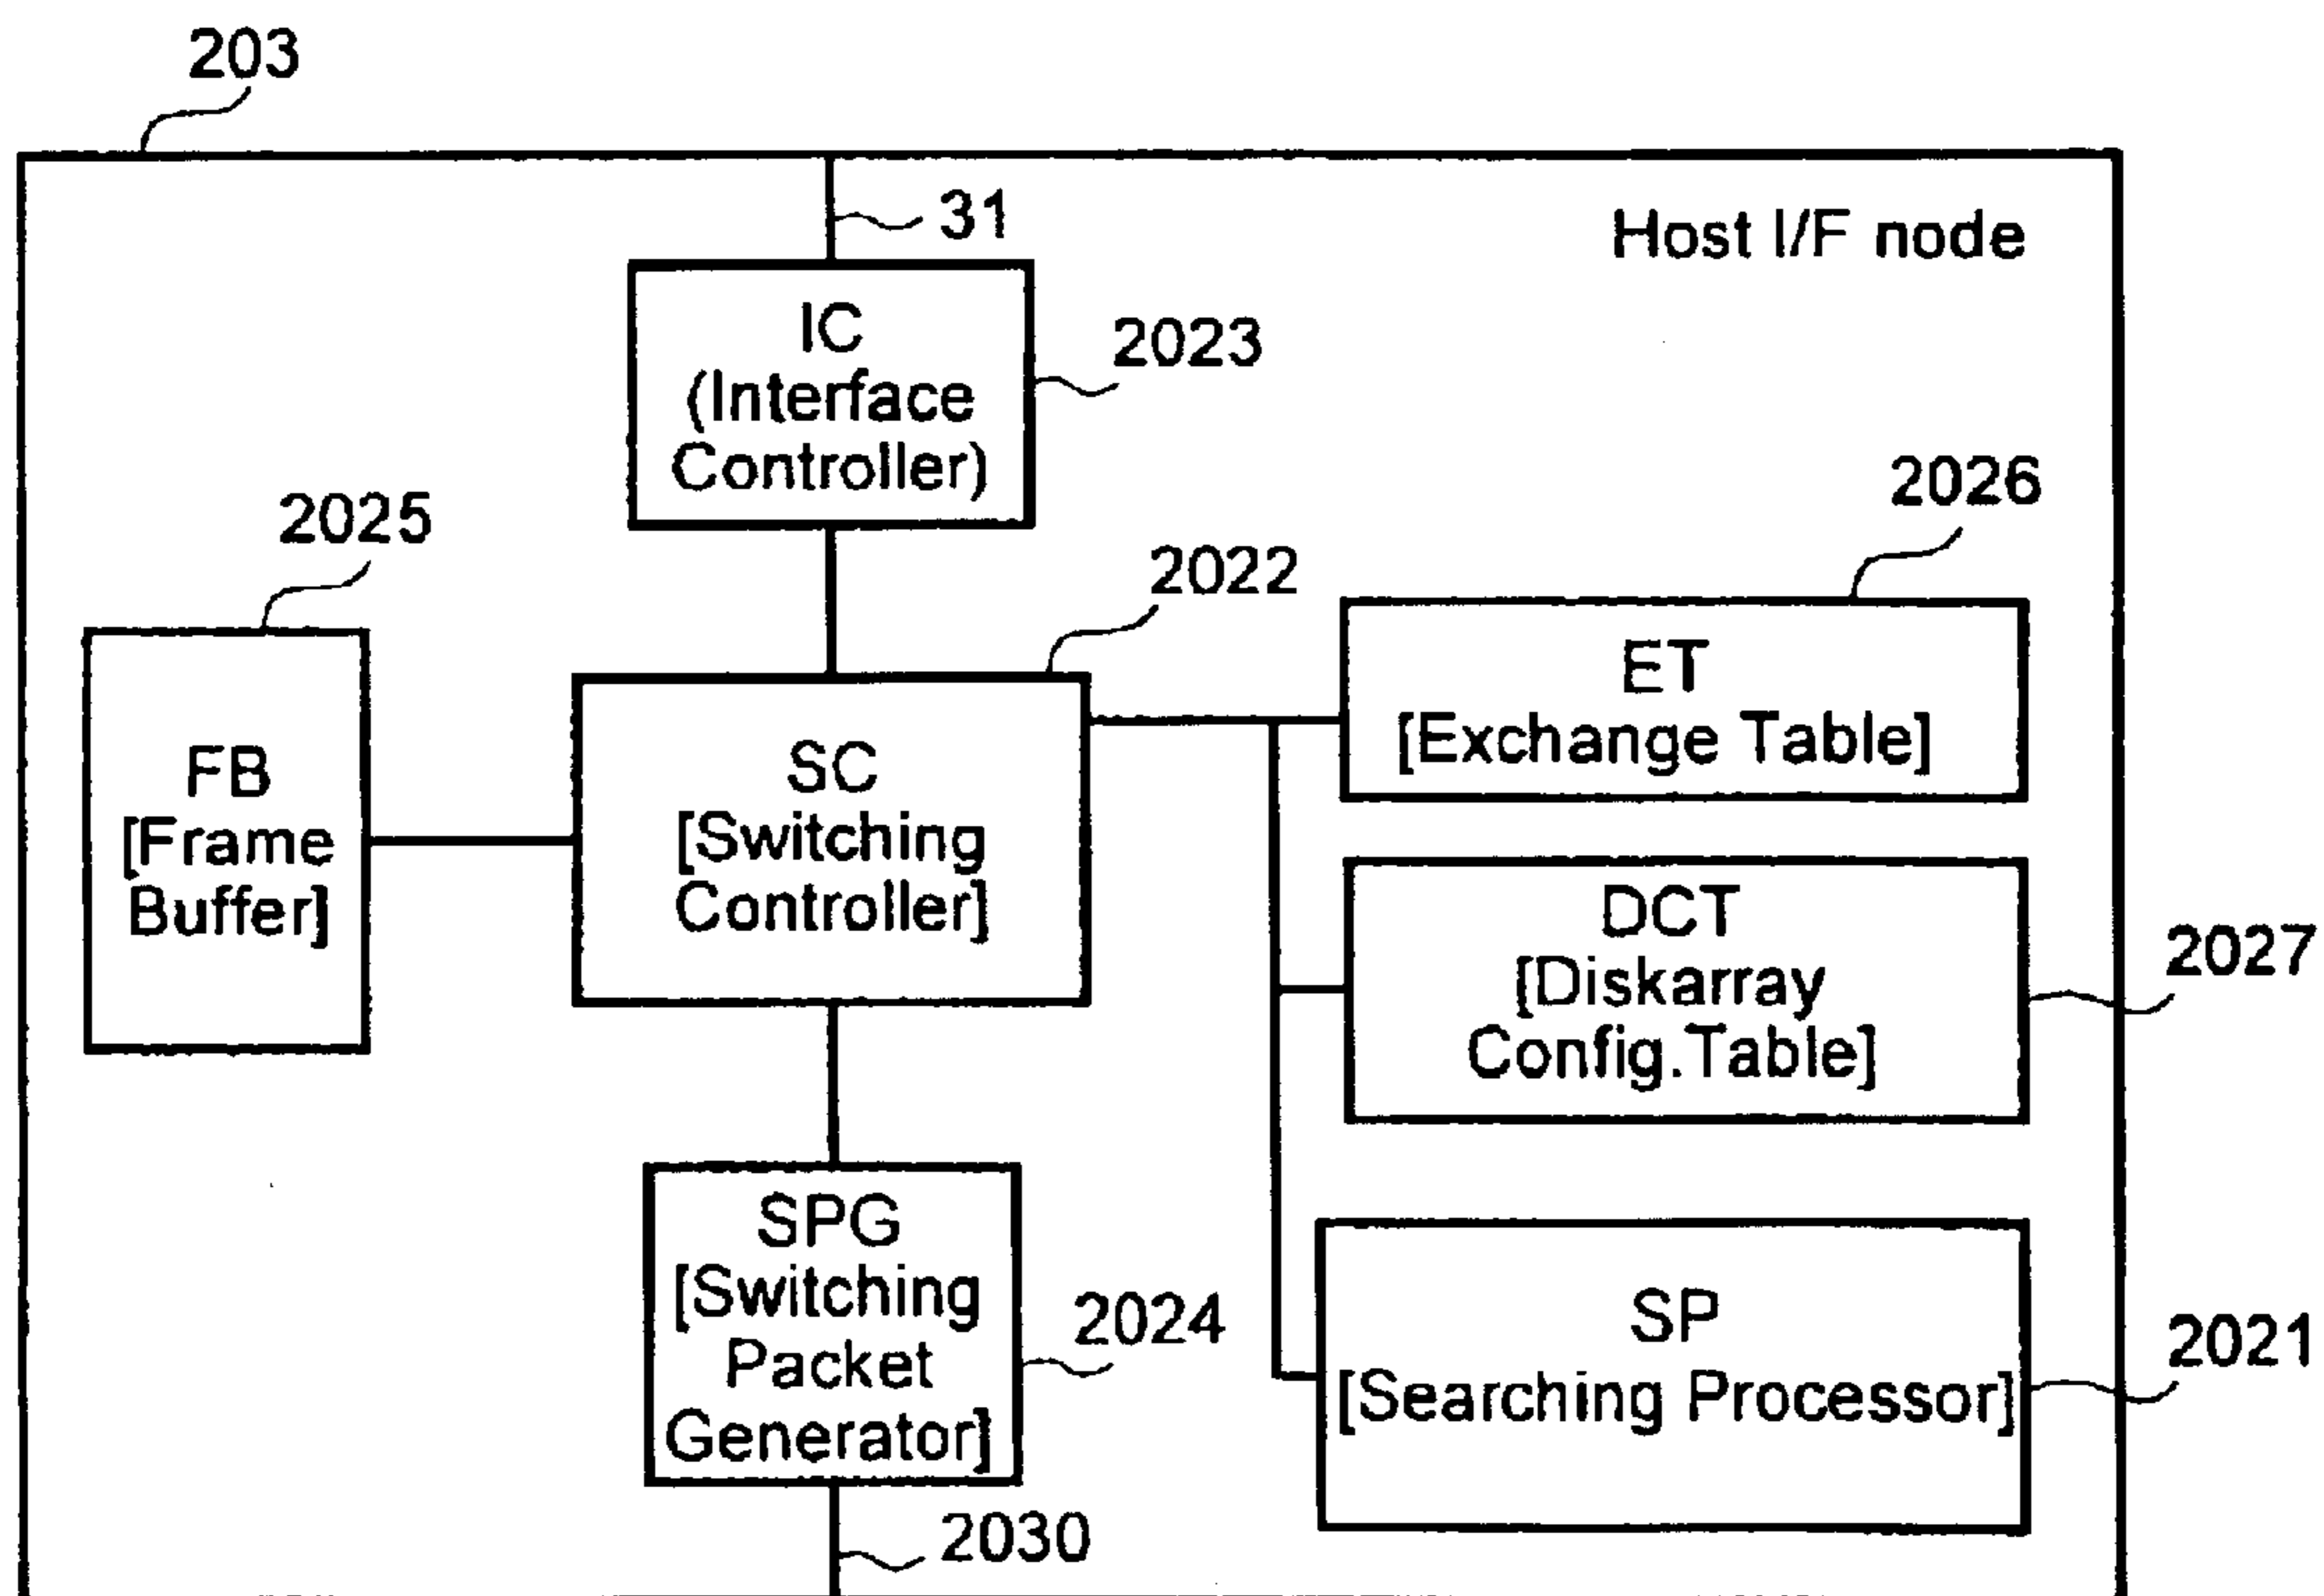 203
31
Host I/F node
IC
(Interface
Controller)
2023
2025
2022
2026
FB
[Frame
Buffer]
SC
[Switching
Controller]
ET
[Exchange Table]
DCT
[Diskarray
Config.Table]
2027
SPG
[Switching
Packet
Generator]
2024
SP
[Searching Processor]
2021
2030